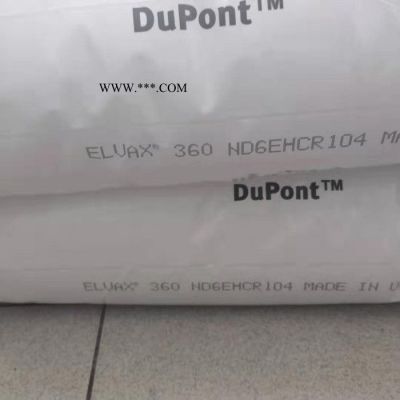 DuPont™
WWW.***.COM
ELVAX® 360 ND6EHCR104 MA
DuPont™
ELVAX® 360 ND6EHCR104 MADE IN U